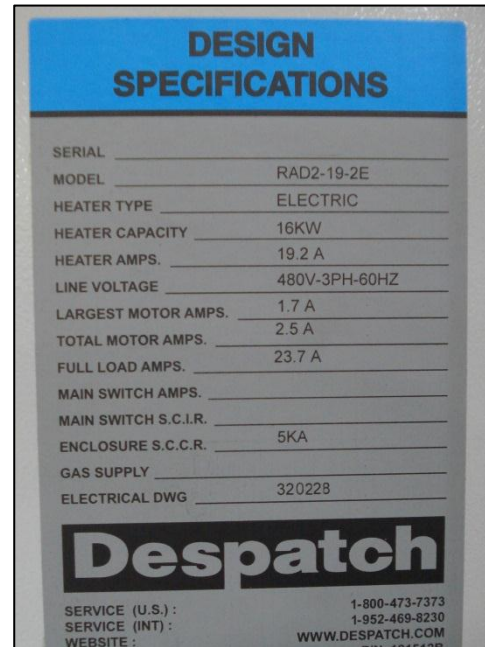 DESIGN
SPECIFICATIONS
SERIAL
MODEL RAD2-19-2E
HEATER TYPE ELECTRIC
HEATER CAPACITY 16KW
HEATER AMPS. 19.2 A
LINE VOLTAGE 480V-3PH-60HZ
LARGEST MOTOR AMPS. 1.7 A
TOTAL MOTOR AMPS. 2.5 A
FULL LOAD AMPS. 23.7 A
MAIN SWITCH AMPS.
MAIN SWITCH S.C.I.R.
ENCLOSURE S.C.C.R. 5KA
GAS SUPPLY
ELECTRICAL DWG 320228
Despatch
SERVICE (U.S.) : 1-800-473-7373
SERVICE (INT) : 1-952-469-8230
WEBSITE : WWW.DESPATCH.COM